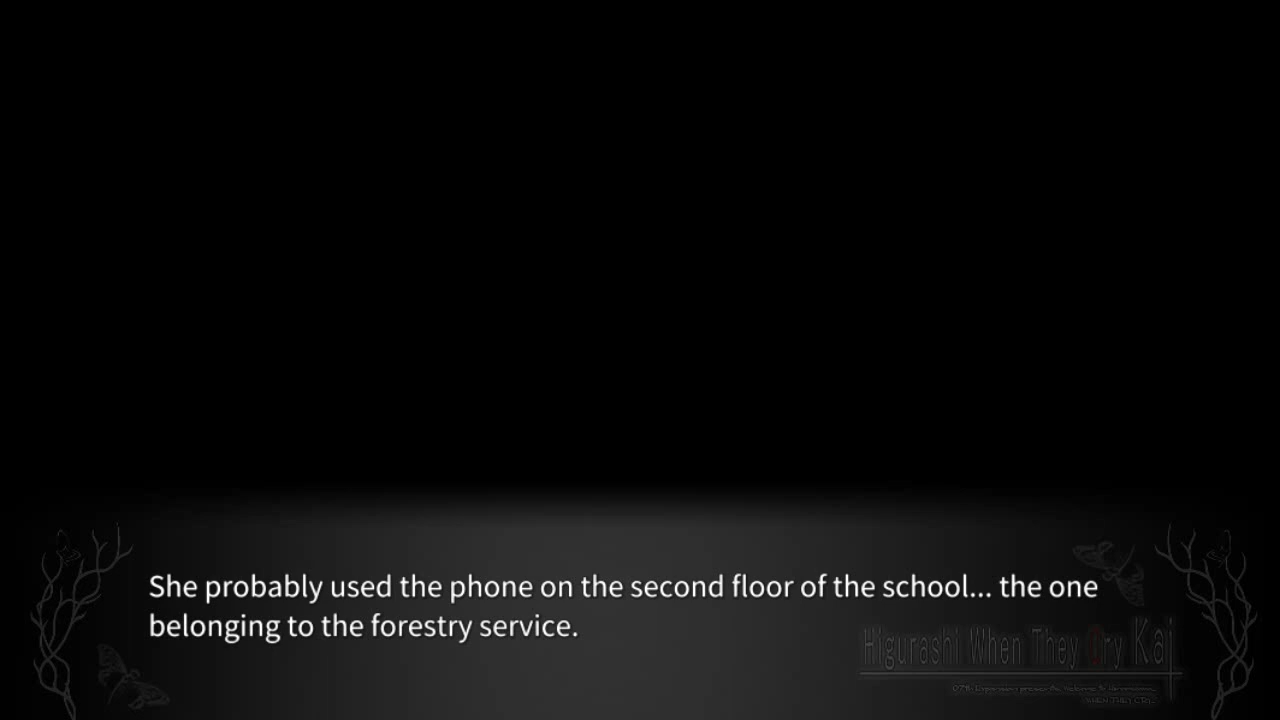 She probably used the phone on the second floor of the school... the one
belonging to the forestry service.
Higurashi When They Cry Kai